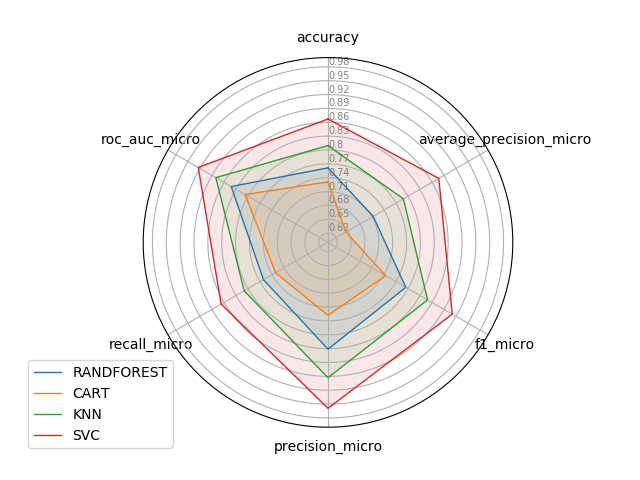 accuracy
0.98
0.95
0.92
0.89
0.86
0.83
0.8
0.77
0.74
0.71
0.68
0.65
0.62
roc_auc_micro
average_precision_micro
recall_micro
f1_micro
precision_micro
RANDFOREST
CART
KNN
SVC